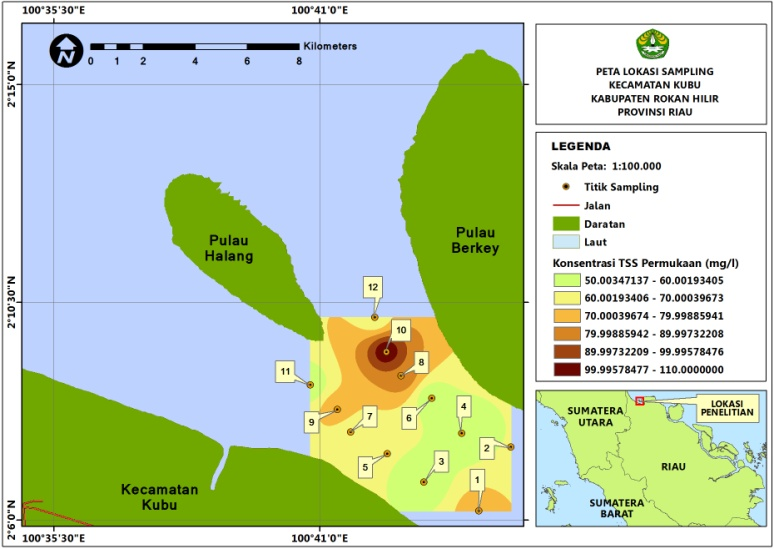 100°35'30"E
100°41'0"E
Kilometers
0 1 2 4 6 8
N
2°15'0"N
2°10'30"N
2°6'0"N
Pulau
Halang
Pulau
Berkey
12
10
8
11
9
7
6
4
2
5
3
1
Kecamatan
Kubu
100°35'30"E
100°41'0"E
PETA LOKASI SAMPLING
KECAMATAN KUBU
KABUPATEN ROKAN HILIR
PROVINSI RIAU
LEGENDA
Skala Peta: 1:100.000
Titik Sampling
Jalan
Daratan
Laut
Konsentrasi TSS Permukaan (mg/l)
50.00347137 - 60.00193405
60.00193406 - 70.00039673
70.00039674 - 79.99885941
79.99885942 - 89.99732208
89.99732209 - 99.99578476
99.99578477 - 110.0000000
LOKASI
PENELITIAN
SUMATERA
UTARA
RIAU
SUMATERA
BARAT